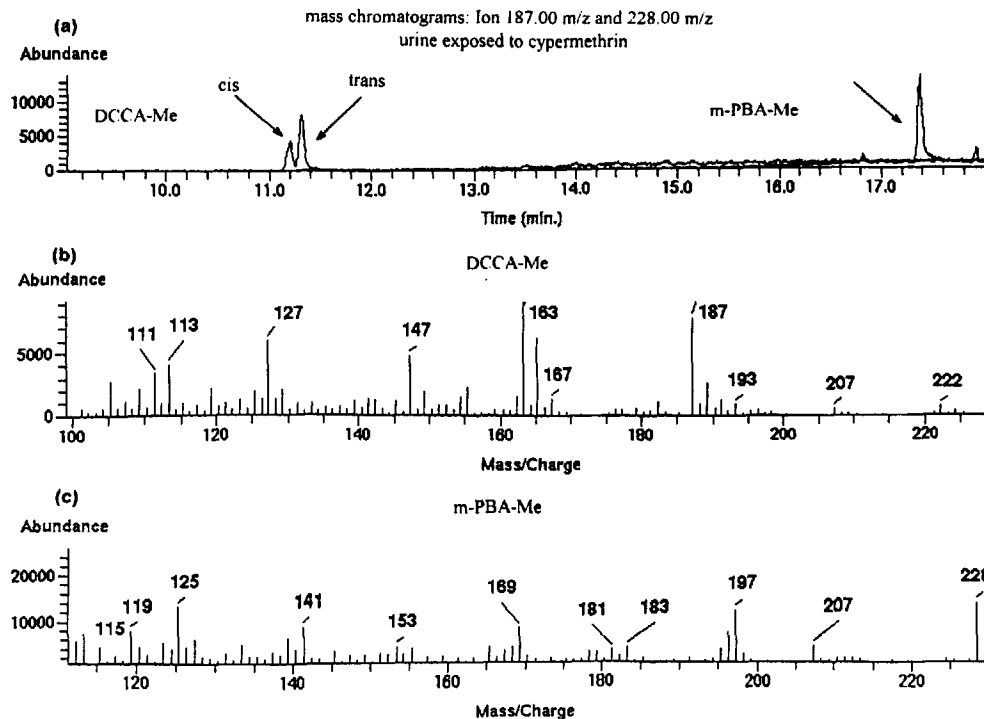 mass chromatograms: Ion 187.00 m/z and 228.00 m/z
urine exposed to cypermethrin
(a)
Abundance
cis
trans
DCCA-Me
m-PBA-Me
10000
5000
0
10.0 11.0 12.0 13.0 14.0 15.0 16.0 17.0
Time (min.)
(b)
DCCA-Me
Abundance
111 113 127 147 163 167 187 193 207 222
5000
0
100 120 140 160 180 200 220
Mass/Charge
(c)
m-PBA-Me
Abundance
20000
10000
0
115 119 125 141 153 169 181 183 197 207 228
120 140 160 180 200 220
Mass/Charge